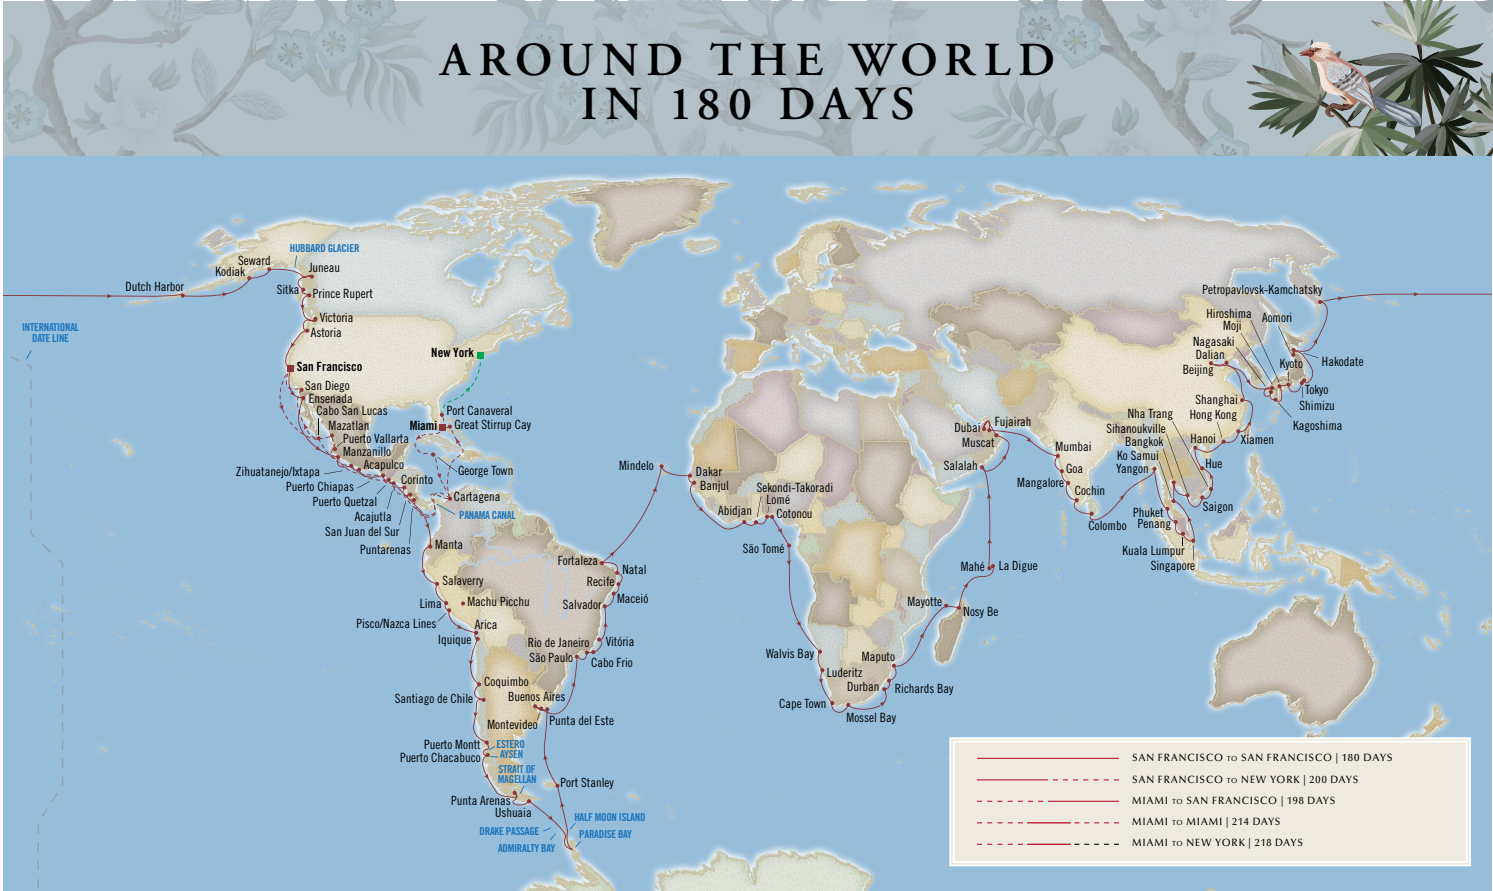 AROUND THE WORLD
IN 180 DAYS
HUBBARD GLACIER
Seward
Juneau
Kodiak
Dutch Harbor
Sitka
Prince Rupert
Victoria
Astoria
INTERNATIONAL
DATE LINE
New York
San Francisco
San Diego
Ensenada
Cabo San Lucas
Port Canaveral
Mazatlan
Miami
Great Stirrup Cay
Puerto Vallarta
Manzanillo
Acapulco
Zihuatanejo/Ixtapa
George Town
Corinto
Puerto Chiapas
Puerto Quetzal
Cartagena
Acajutla
PANAMA CANAL
San Juan del Sur
Puntarenas
Manta
Salaverry
Lima
Machu Picchu
Pisco/Nazca Lines
Arica
Iquique
Coquimbo
Santiago de Chile
Puerto Montt
Puerto Chacabuco
ESTERO
AYSEN
STRAIT OF
MAGELLAN
Punta Arenas
Ushuaia
DRAKE PASSAGE
ADMIRALTY BAY
HALF MOON ISLAND
PARADISE BAY
Port Stanley
Buenos Aires
Montevideo
Punta del Este
Rio de Janeiro
São Paulo
Cabo Frio
Vitória
Salvador
Maceió
Recife
Natal
Fortaleza
Mindelo
Dakar
Banjul
Sekondi-Takoradi
Lomé
Abidjan
Cotonou
São Tomé
Walvis Bay
Luderitz
Cape Town
Mossel Bay
Durban
Richards Bay
Maputo
Mayotte
Nosy Be
Mahé
La Digue
Salalah
Muscat
Dubai
Fujairah
Mumbai
Goa
Mangalore
Cochin
Colombo
Nha Trang
Sihanoukville
Bangkok
Ko Samui
Yangon
Phuket
Penang
Kuala Lumpur
Singapore
Saigon
Hue
Hanoi
Xiamen
Hong Kong
Shanghai
Petropavlovsk-Kamchatsky
Hiroshima
Moji
Aomori
Nagasaki
Dalian
Beijing
Kyoto
Hakodate
Tokyo
Shimizu
Kagoshima
SAN FRANCISCO TO SAN FRANCISCO | 180 DAYS
SAN FRANCISCO TO NEW YORK | 200 DAYS
MIAMI TO SAN FRANCISCO | 198 DAYS
MIAMI TO MIAMI | 214 DAYS
MIAMI TO NEW YORK | 218 DAYS